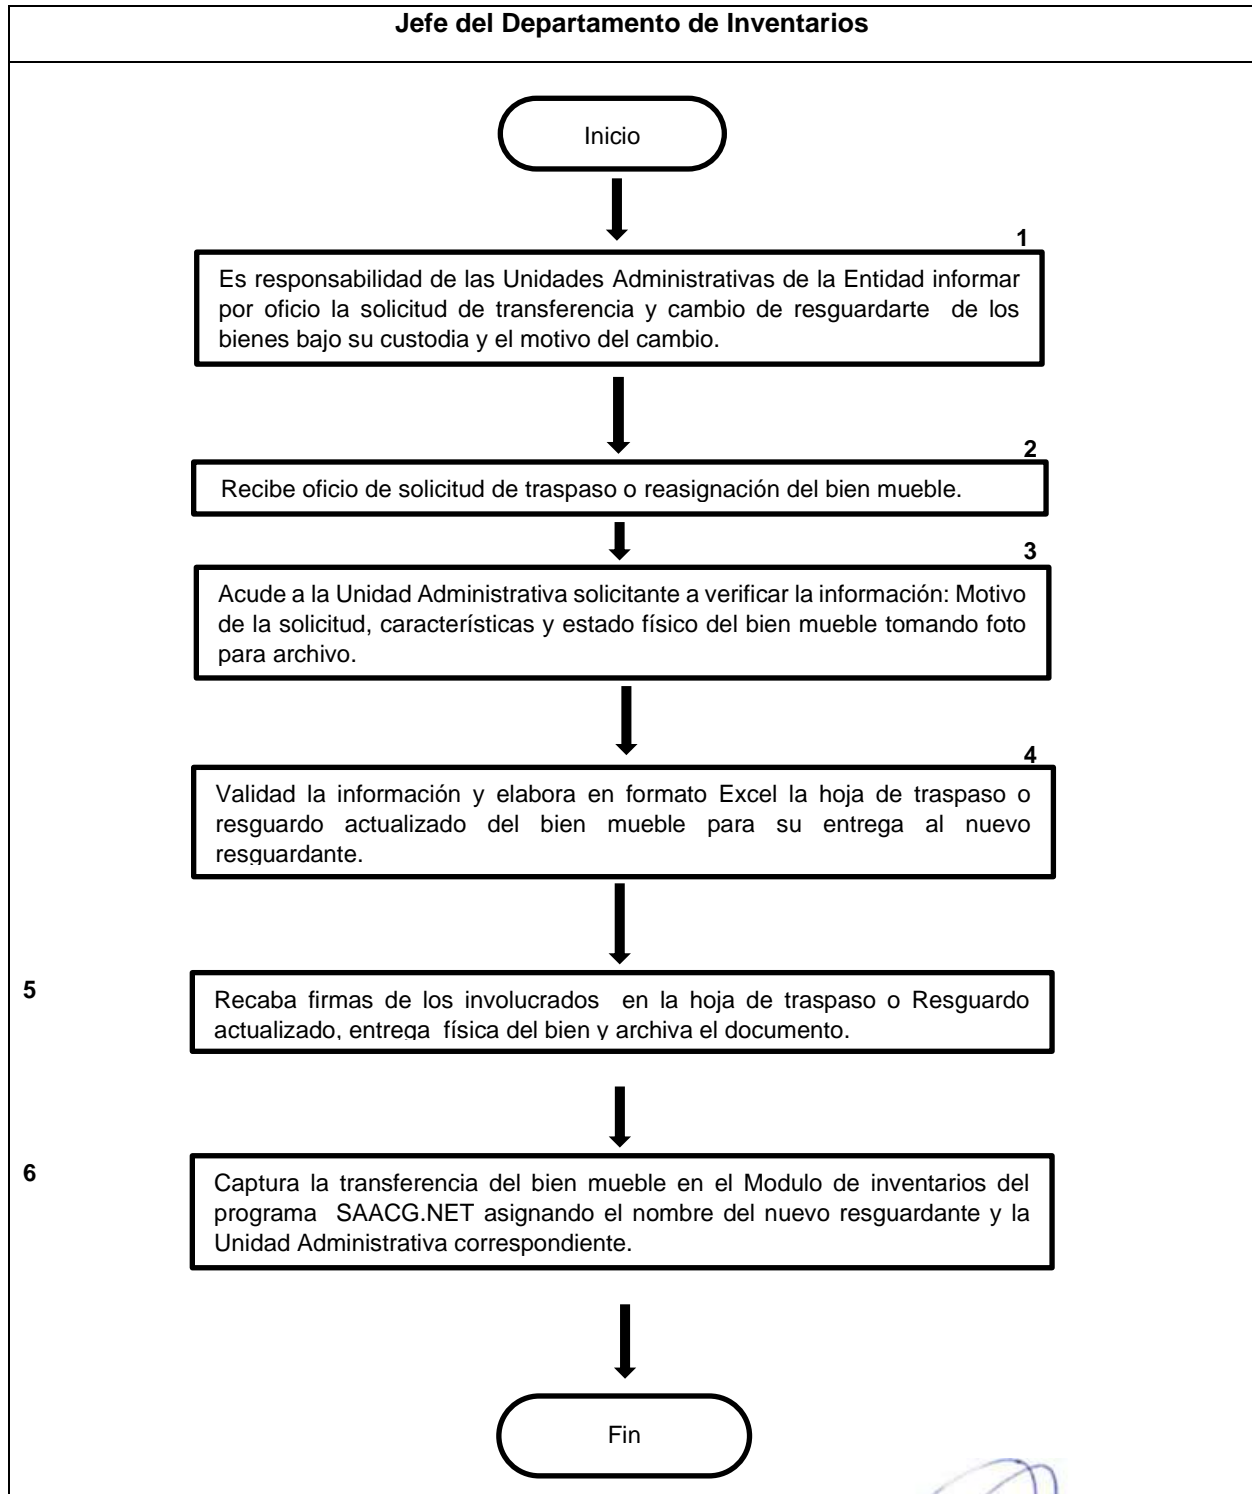 Jefe del Departamento de Inventarios
Inicio
1
Es responsabilidad de las Unidades Administrativas de la Entidad informar
por oficio la solicitud de transferencia y cambio de resguardarte de los
bienes bajo su custodia y el motivo del cambio.
2
Recibe oficio de solicitud de traspaso o reasignación del bien mueble.
3
Acude a la Unidad Administrativa solicitante a verificar la información: Motivo
de la solicitud, características y estado físico del bien mueble tomando foto
para archivo.
4
Validad la información y elabora en formato Excel la hoja de traspaso o
resguardo actualizado del bien mueble para su entrega al nuevo
resguardante.
5
Recaba firmas de los involucrados en la hoja de traspaso o Resguardo
actualizado, entrega física del bien y archiva el documento.
6
Captura la transferencia del bien mueble en el Modulo de inventarios del
programa SAACG.NET asignando el nombre del nuevo resguardante y la
Unidad Administrativa correspondiente.
Fin